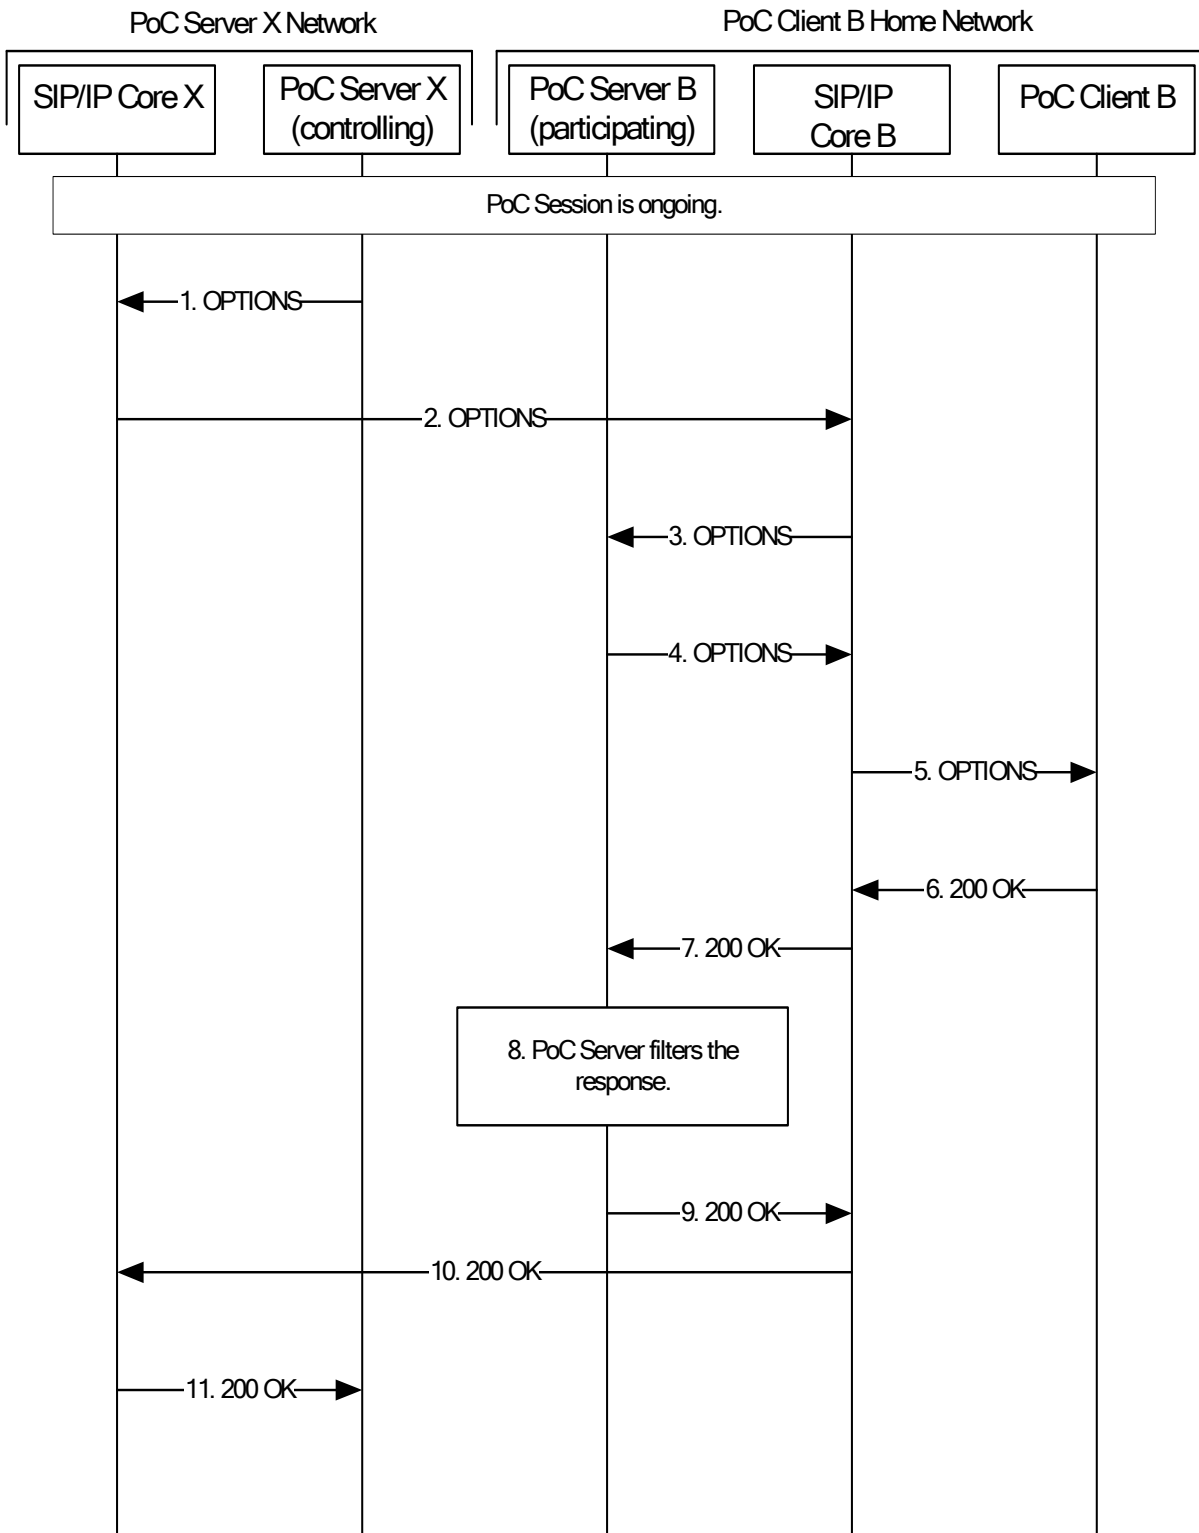 PoC Server X Network
PoC Client B Home Network
SIP/IP Core X
PoC Server X
(controlling)
PoC Server B
(participating)
SIP/IP
Core B
PoC Client B
PoC Session is ongoing.
1. OPTIONS
2. OPTIONS
3. OPTIONS
4. OPTIONS
5. OPTIONS
6. 200 OK
7. 200 OK
8. PoC Server filters the
response.
9. 200 OK
10. 200 OK
11. 200 OK